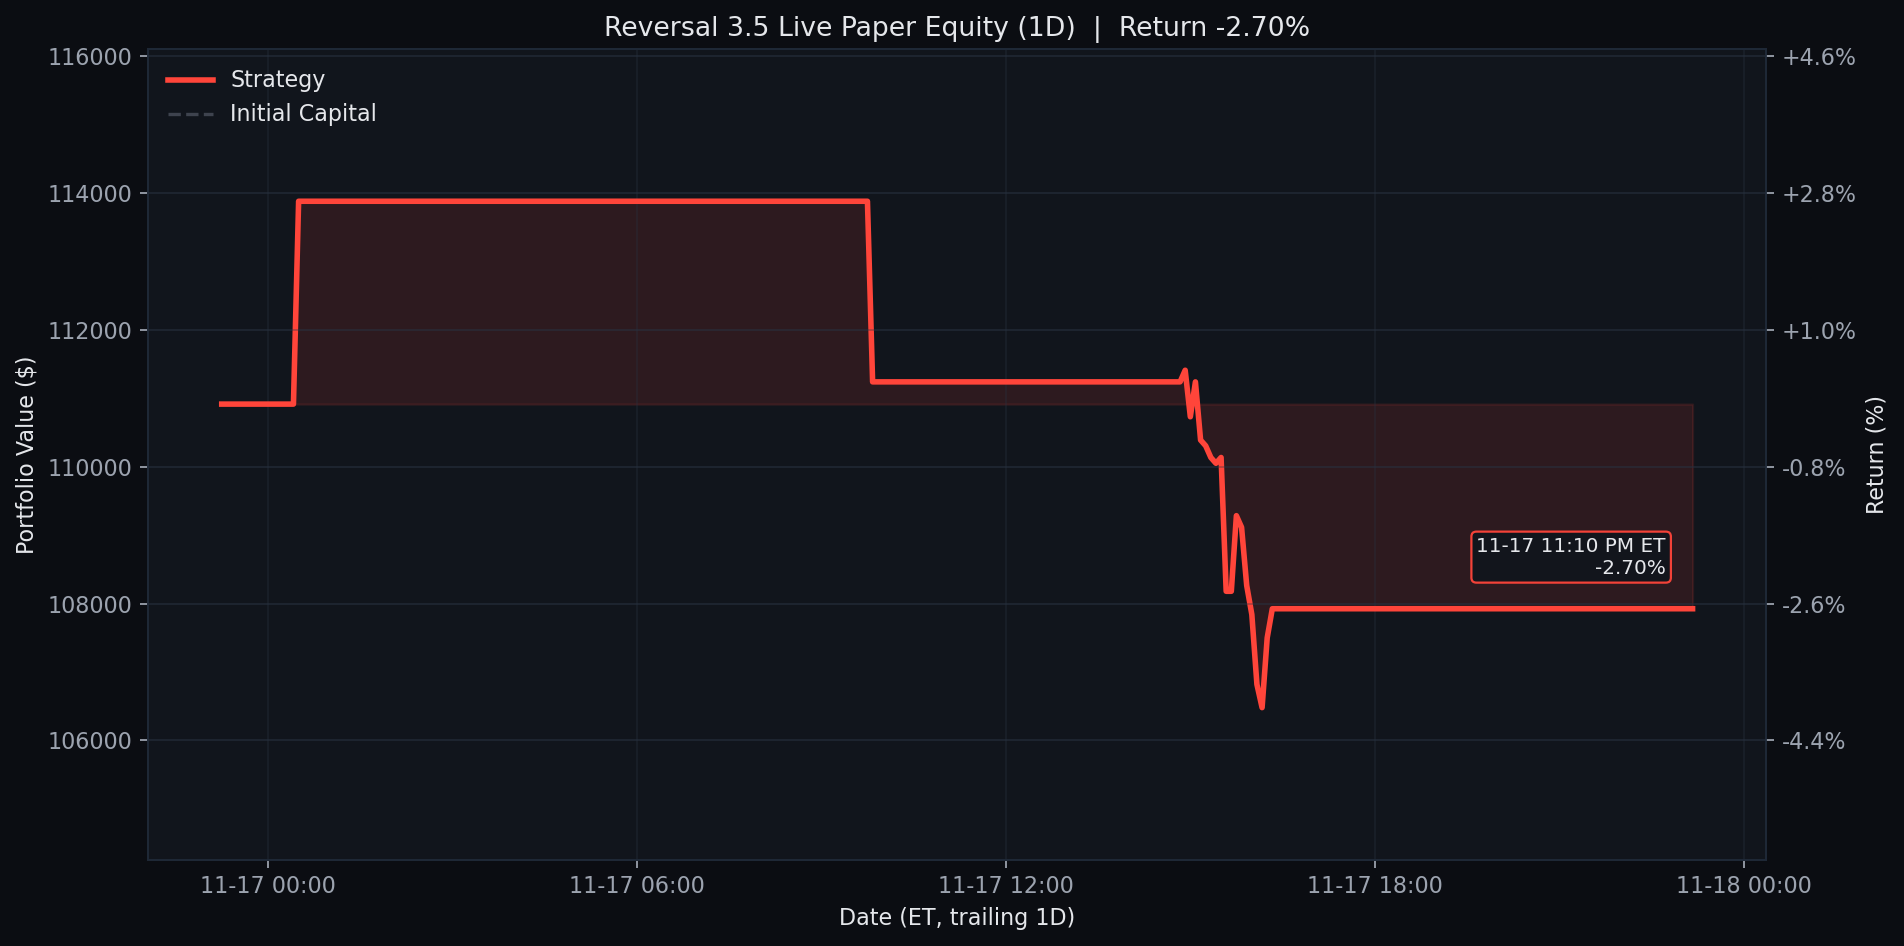 Reversal 3.5 Live Paper Equity (1D)  |  Return -2.70%
Strategy
Initial Capital
116000
114000
112000
110000
108000
106000
Portfolio Value ($)
+4.6%
+2.8%
+1.0%
-0.8%
-2.6%
-4.4%
Return (%)
11-17 11:10 PM ET
-2.70%
11-17 00:00
11-17 06:00
11-17 12:00
11-17 18:00
11-18 00:00
Date (ET, trailing 1D)